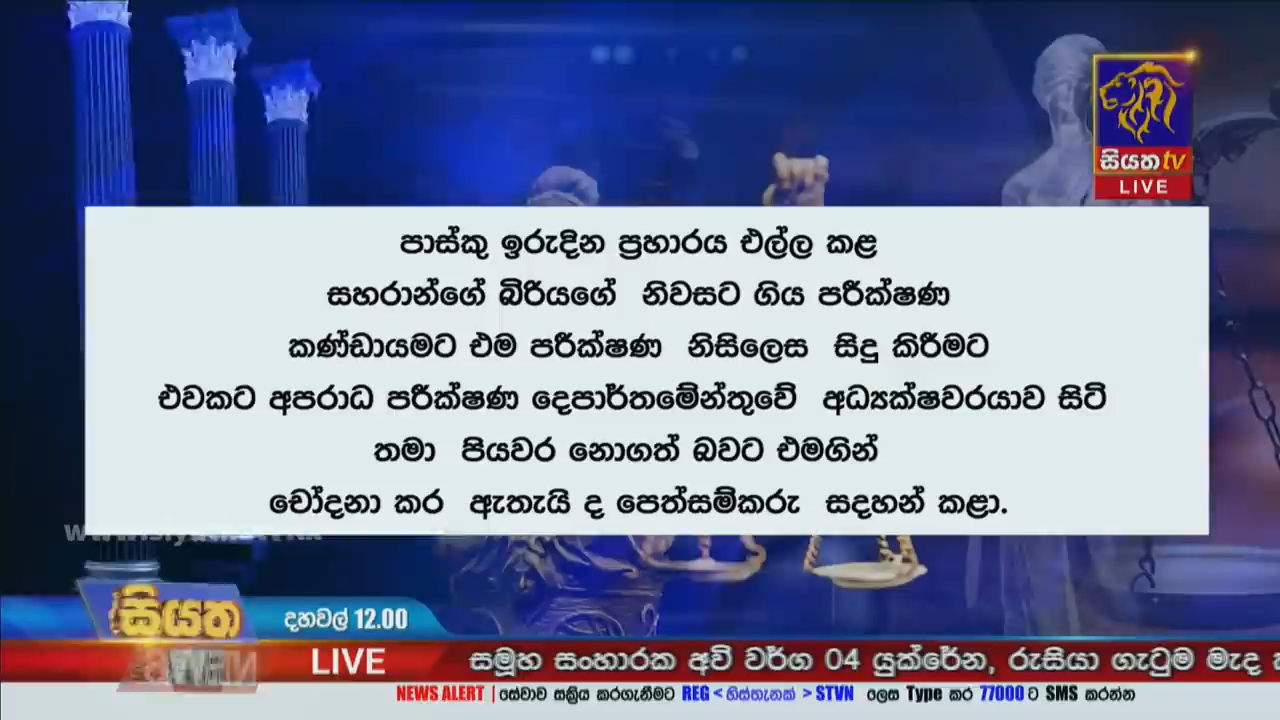 සියත tv
LIVE
පාස්කු ඉරුදින ප්‍රහාරය එල්ල කළ
සහරාන්ගේ බිරියගේ නිවසට ගිය පරීක්ෂණ
කණ්ඩායමට එම පරීක්ෂණ නිසිලෙස සිදු කිරීමට
එවකට අපරාධ පරීක්ෂණ දෙපාර්තමේන්තුවේ අධ්‍යක්ෂවරයාව සිටි
තමා පියවර නොගත් බවට එමගින්
චෝදනා කර ඇතැයි ද පෙත්සම්කරු සදහන් කළා.
සියත
දහවල් 12.00
LIVE
සමූහ සංහාරක අවි වර්ග 04 යුක්රේන, රුසියා ගැටුම මැද
NEWS ALERT | සේවාව සක්‍රිය කරගැනීමට REG < හිස්තැනක් > STVN ලෙස Type කර 77000 ට SMS කරන්න